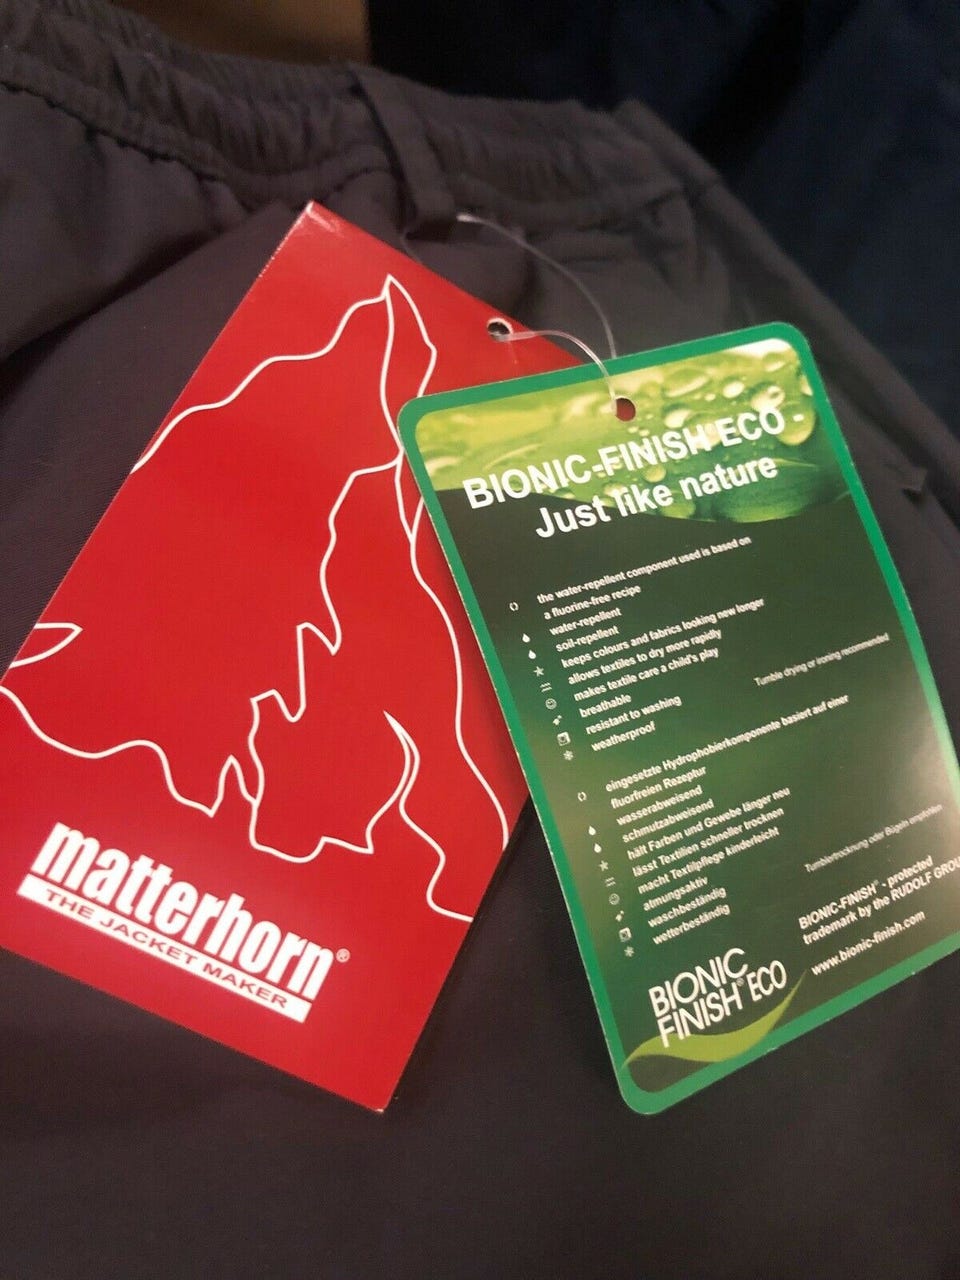 matterhorn®
THE JACKET MAKER
BIONIC-FINISH®ECO -
Just like nature
the water-repellent component used is based on
a fluorine-free recipe
water-repellent
soil-repellent
keeps colours and fabrics looking new longer
allows textiles to dry more rapidly
makes textile care a child's play
breathable
resistant to washing
weatherproof
Tumble drying or ironing recommended
eingesetzte Hydrophobierkomponente basiert auf einer
fluorfreien Rezeptur
wasserabweisend
schmutzabweisend
hält Farben und Gewebe länger neu
lässt Textilien schneller trocknen
macht Textilpflege kinderleicht
atmungsaktiv
waschbeständig
wetterbeständig
Tumblertrocknung oder Bügeln empfohlen
BIONIC-FINISH® - protected
trademark by the RUDOLF GROU
www.bionic-finish.com
BIONIC
FINISH®ECO